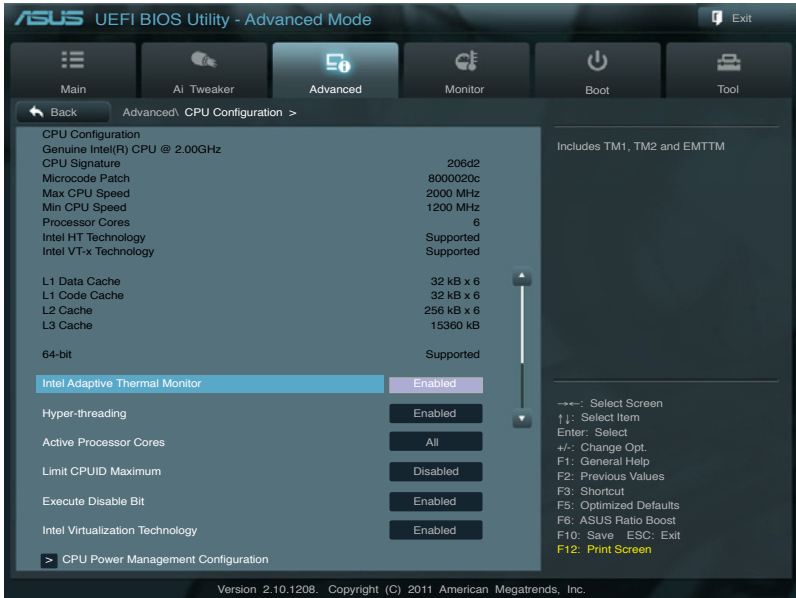 ASUS UEFI BIOS Utility - Advanced Mode
Exit
Main
Ai Tweaker
Advanced
Monitor
Boot
Tool
Back
Advanced\ CPU Configuration >
CPU Configuration
Genuine Intel(R) CPU @ 2.00GHz
CPU Signature 206d2
Microcode Patch 8000020c
Max CPU Speed 2000 MHz
Min CPU Speed 1200 MHz
Processor Cores 6
Intel HT Technology Supported
Intel VT-x Technology Supported
L1 Data Cache 32 kB x 6
L1 Code Cache 32 kB x 6
L2 Cache 256 kB x 6
L3 Cache 15360 kB
64-bit Supported
Intel Adaptive Thermal Monitor Enabled
Hyper-threading Enabled
Active Processor Cores All
Limit CPUID Maximum Disabled
Execute Disable Bit Enabled
Intel Virtualization Technology Enabled
> CPU Power Management Configuration
Includes TM1, TM2 and EMTTM
→←: Select Screen
↑↓: Select Item
Enter: Select
+/-: Change Opt.
F1: General Help
F2: Previous Values
F3: Shortcut
F5: Optimized Defaults
F6: ASUS Ratio Boost
F10: Save ESC: Exit
F12: Print Screen
Version 2.10.1208. Copyright (C) 2011 American Megatrends, Inc.